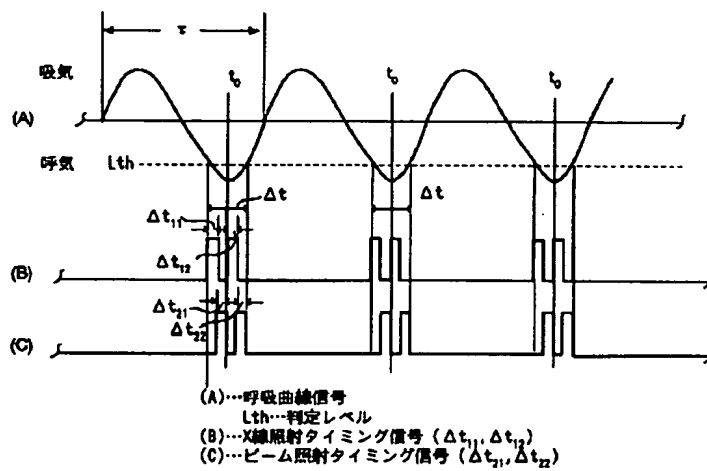 τ
吸気
t₀ t₀ t₀
(A)
呼気 Lth
Δt Δt
Δt₁₁
Δt₁₂
(B)
Δt₂₁
Δt₂₂
(C)
(A)…呼吸曲線信号
Lth…判定レベル
(B)…X線照射タイミング信号 (Δt₁₁,Δt₁₂)
(C)…ビーム照射タイミング信号 (Δt₂₁,Δt₂₂)